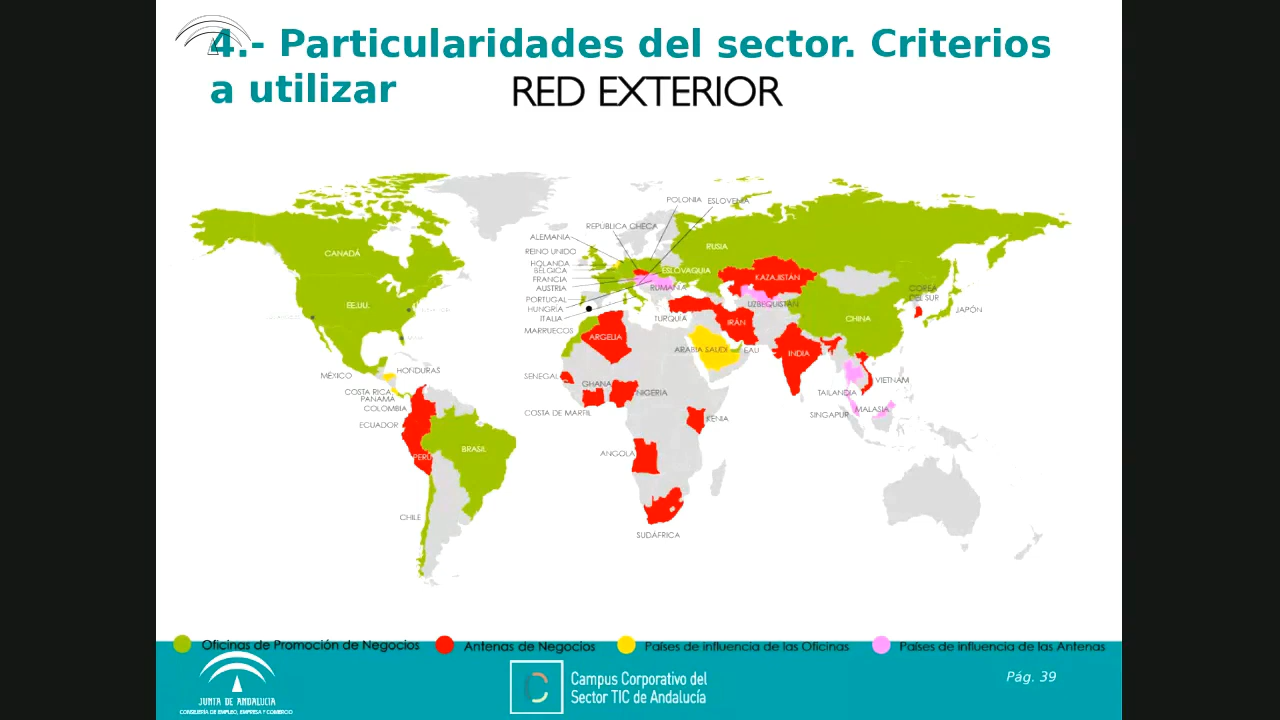 4.- Particularidades del sector. Criterios
a utilizar
RED EXTERIOR
POLONIA
ESLOVENIA
REPÚBLICA CHECA
ALEMANIA
REINO UNIDO
HOLANDA
BÉLGICA
FRANCIA
AUSTRIA
PORTUGAL
HUNGRIA
ITALIA
MARRUECOS
CANADÁ
EE.UU.
RUSIA
ESLOVAQUIA
RUMANÍA
KAZAJISTÁN
UZBEQUISTÁN
COREA
DEL SUR
JAPÓN
CHINA
TURQUÍA
IRÁN
ARGELIA
ARABIA SAUDÍ
EAU
INDIA
MÉXICO
HONDURAS
COSTA RICA
PANAMÁ
COLOMBIA
ECUADOR
PERÚ
BRASIL
CHILE
SENEGAL
GHANA
NIGERIA
COSTA DE MARFIL
KENIA
ANGOLA
SUDÁFRICA
VIETNAM
TAILANDIA
MALASIA
SINGAPUR
Oficinas de Promoción de Negocios
Antenas de Negocios
Países de influencia de las Oficinas
Países de influencia de las Antenas
JUNTA DE ANDALUCIA
CONSEJERÍA DE EMPLEO, EMPRESA Y COMERCIO
Campus Corporativo del
Sector TIC de Andalucía
Pág. 39